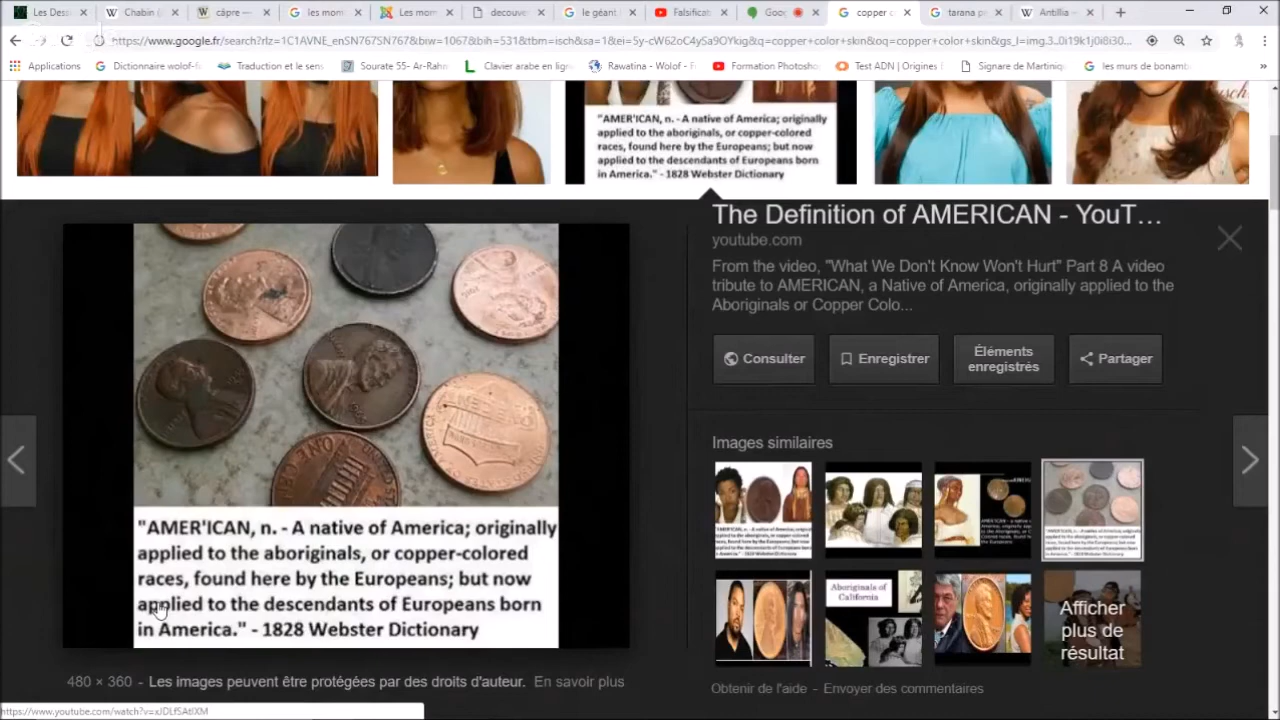 Les Dess
Chabin (
câpre —
les mom
Les mom
decouve
le géant
Falsificat
Goog
copper c
tarana p
Antillia —
https://www.google.fr/search?rlz=1C1AVNE_enSN767SN767&biw=1067&bih=531&tbm=isch&sa=1&ei=5y-cW62oC4ySa9OYkig&q=copper+color+skin&oq=copper+color+skin&gs_l=img.3..0i19k1j0i8i30...
Applications
Dictionnaire wolof-f
Traduction et le sens
Sourate 55- Ar-Rahm
Clavier arabe en lign
Rawatina - Wolof - F
Formation Photosho
Test ADN | Origines E
Signare de Martiniqu
les murs de bonamb
"AMER'ICAN, n. - A native of America; originally
applied to the aboriginals, or copper-colored
races, found here by the Europeans; but now
applied to the descendants of Europeans born
in America." - 1828 Webster Dictionary
The Definition of AMERICAN - YouT...
youtube.com
From the video, "What We Don't Know Won't Hurt" Part 8 A video
tribute to AMERICAN, a Native of America, originally applied to the
Aboriginals or Copper Colo...
Consulter
Enregistrer
Éléments
enregistrés
Partager
Images similaires
"AMER'ICAN, n. - A native of America; originally
applied to the aboriginals, or copper-colored
races, found here by the Europeans; but now
applied to the descendants of Europeans born
in America." - 1828 Webster Dictionary
Aboriginals of
California
Afficher
plus de
résultat
480 × 360 - Les images peuvent être protégées par des droits d'auteur. En savoir plus
Obtenir de l'aide - Envoyer des commentaires